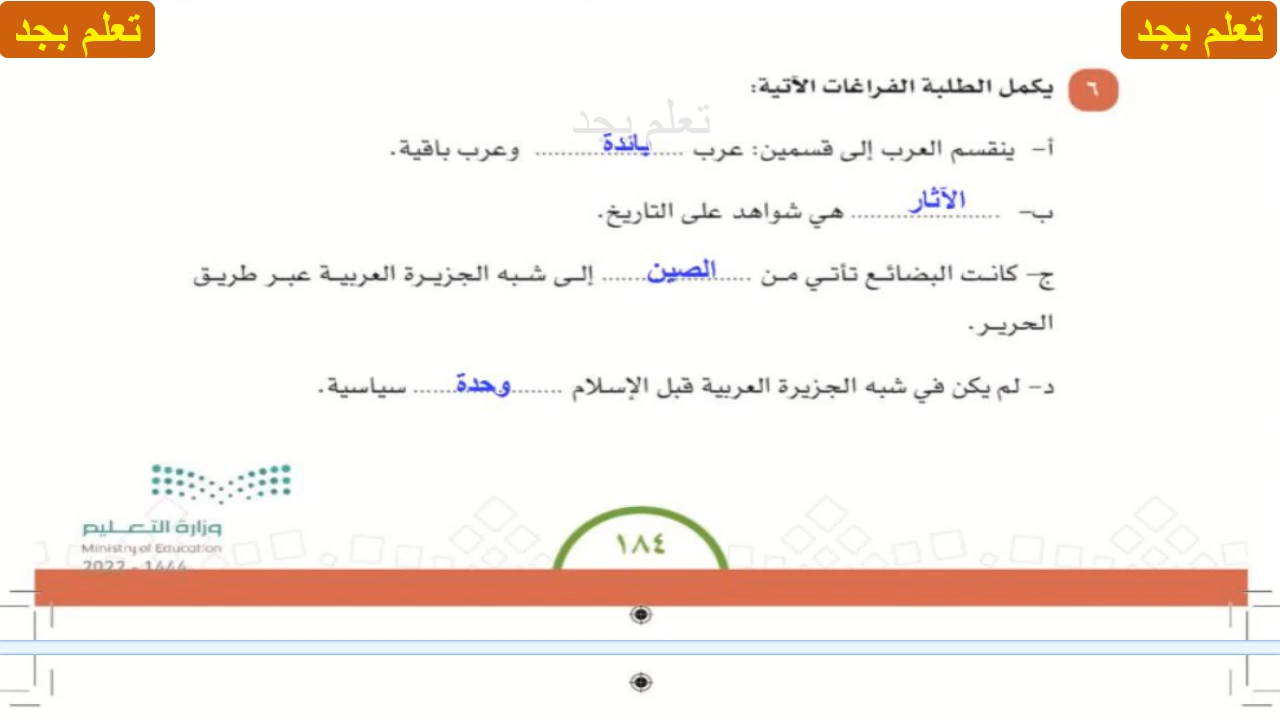 تعلم بجد
تعلم بجد
٦ يكمل الطلبة الفراغات الآتية:
تعلم بجد
أ- ينقسم العرب إلى قسمين: عرب ......بائدة............ وعرب باقية.
ب- ......الآثار............ هي شواهد على التاريخ.
ج- كانت البضائع تأتي من ......الصين............ إلى شبه الجزيرة العربية عبر طريق
الحرير.
د- لم يكن في شبه الجزيرة العربية قبل الإسلام ......وحدة............ سياسية.
وزارة التعليم
Ministry of Education
2022 - 1444
١٨٤